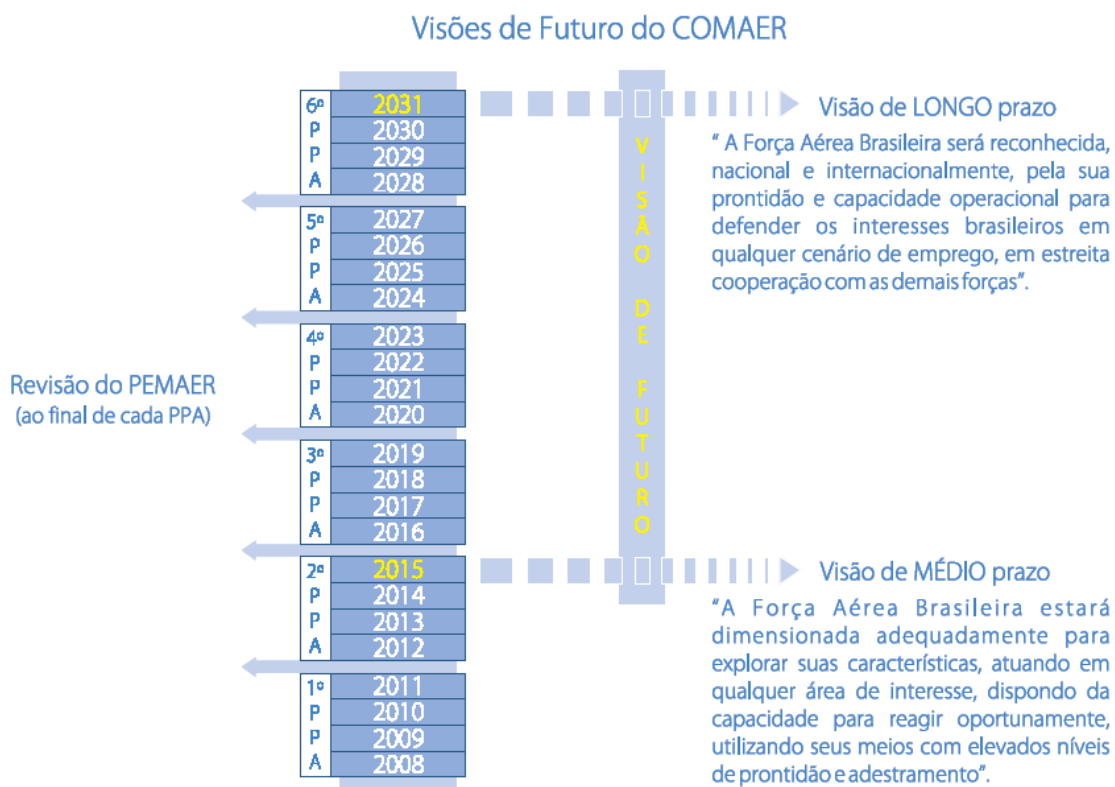 Visões de Futuro do COMAER
6º
P
P
A
2031
2030
2029
2028
5º
P
P
A
2027
2026
2025
2024
4º
P
P
A
2023
2022
2021
2020
3º
P
P
A
2019
2018
2017
2016
2º
P
P
A
2015
2014
2013
2012
1º
P
P
A
2011
2010
2009
2008
Revisão do PEMAER
(ao final de cada PPA)
VISÃO DE FUTURO
Visão de LONGO prazo
" A Força Aérea Brasileira será reconhecida,
nacional e internacionalmente, pela sua
prontidão e capacidade operacional para
defender os interesses brasileiros em
qualquer cenário de emprego, em estreita
cooperação com as demais forças".
Visão de MÉDIO prazo
"A Força Aérea Brasileira estará
dimensionada adequadamente para
explorar suas características, atuando em
qualquer área de interesse, dispondo da
capacidade para reagir oportunamente,
utilizando seus meios com elevados níveis
de prontidão e adestramento".